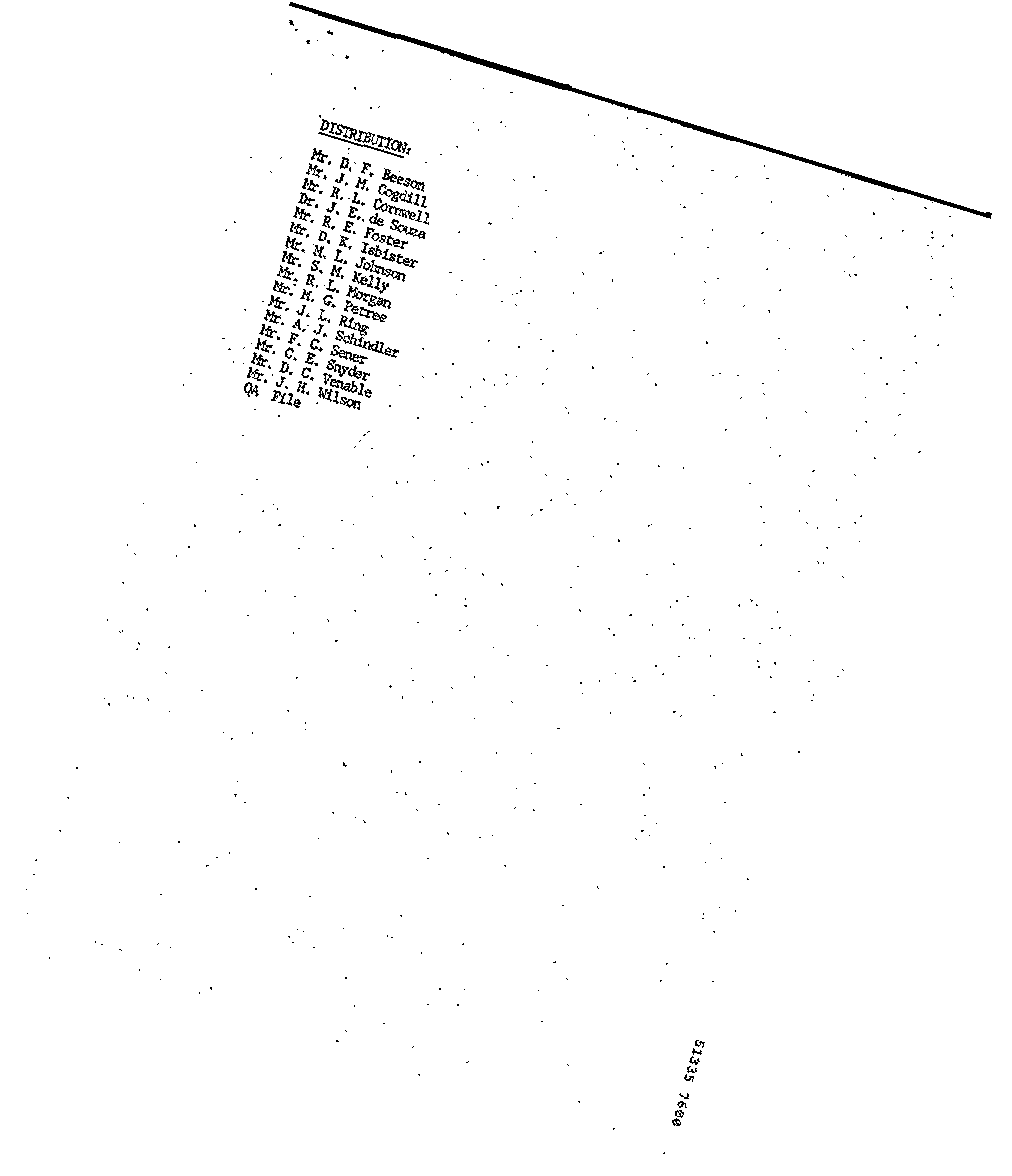 DISTRIBUTION:
Mr. D. F. Beeson
Mr. J. M. Cogdill
Mr. R. L. Cornwell
Dr. J. E. de Souza
Mr. R. E. Foster
Mr. D. K. Isbister
Mr. M. L. Johnson
Mr. S. M. Kelly
Mr. R. L. Morgan
Mr. H. G. Petree
Mr. J. L. Ring
Mr. A. J. Schindler
Mr. F. C. Sener
Mr. C. E. Snyder
Mr. D. C. Venable
Mr. J. H. Wilson
QA File
51335 7600